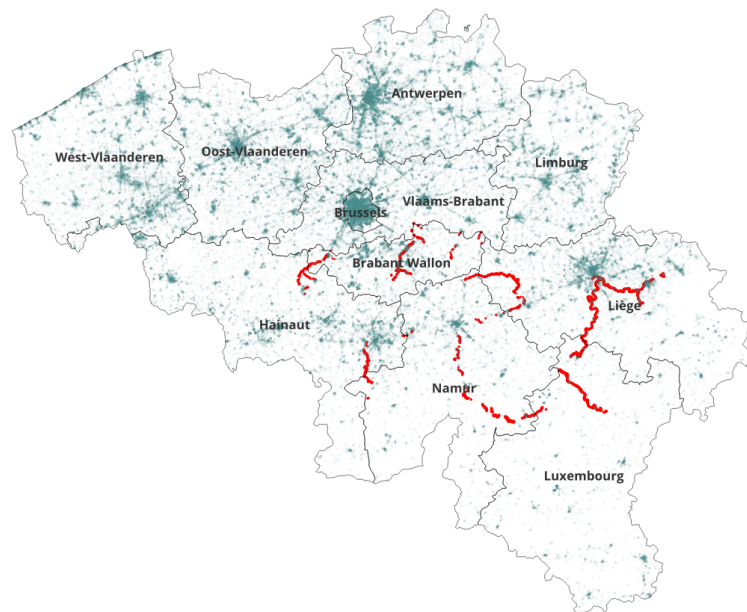 Antwerpen
West-Vlaanderen
Oost-Vlaanderen
Limburg
Vlaams-Brabant
Brussels
Brabant Wallon
Liège
Hainaut
Namur
Luxembourg